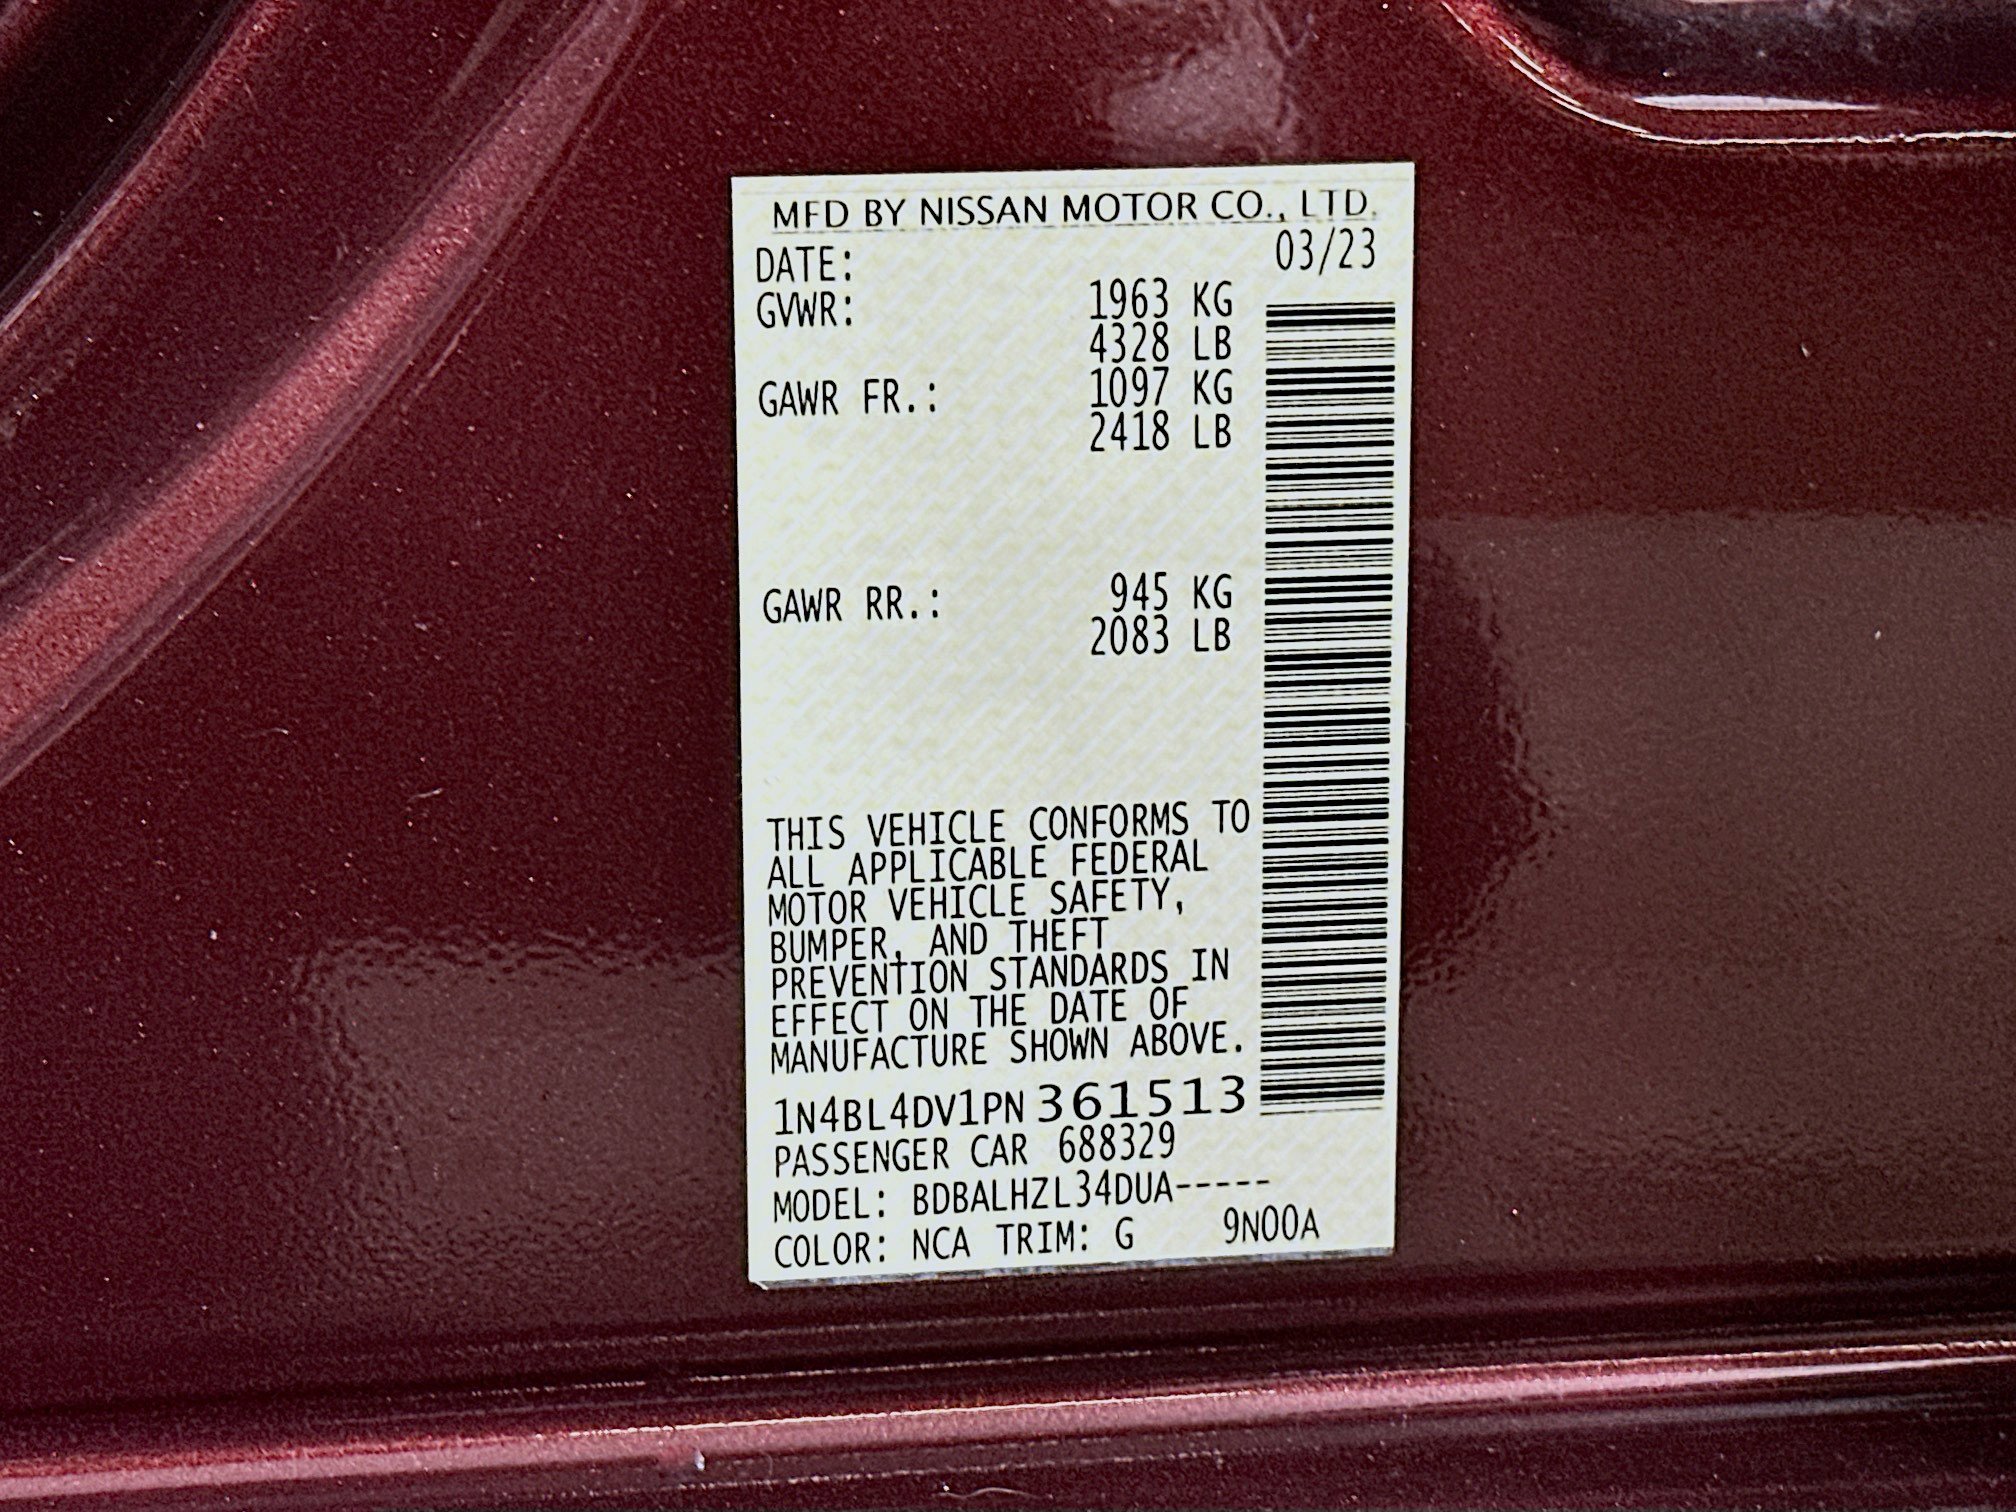 MFD BY NISSAN MOTOR CO., LTD.
DATE: 03/23
GVWR: 1963 KG
4328 LB
GAWR FR.: 1097 KG
2418 LB
GAWR RR.: 945 KG
2083 LB
THIS VEHICLE CONFORMS TO
ALL APPLICABLE FEDERAL
MOTOR VEHICLE SAFETY,
BUMPER, AND THEFT
PREVENTION STANDARDS IN
EFFECT ON THE DATE OF
MANUFACTURE SHOWN ABOVE.
1N4BL4DV1PN361513
PASSENGER CAR 688329
MODEL: BDBALHZL34DUA-----
COLOR: NCA TRIM: G 9N00A